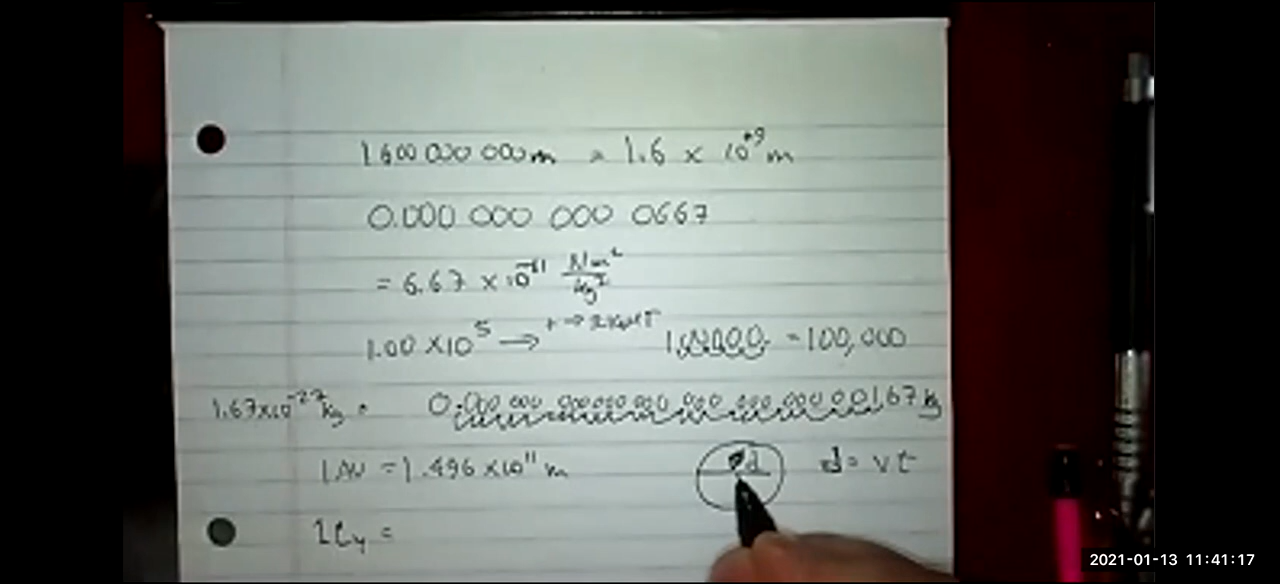 1 600 000 000 m = 1.6 × 10⁺⁹ m
0.000 000 000 0667
= 6.67 × 10⁻¹¹ Nm²/kg²
1.00 × 10⁵ → + → RIGHT 1,00000. = 100,000
1.67×10⁻²⁷ kg = 0.000 000 000 000 000 000 000 000 00167 kg
1 AU = 1.496 × 10¹¹ m d d = vt
1 Ly =
2021-01-13 11:41:17